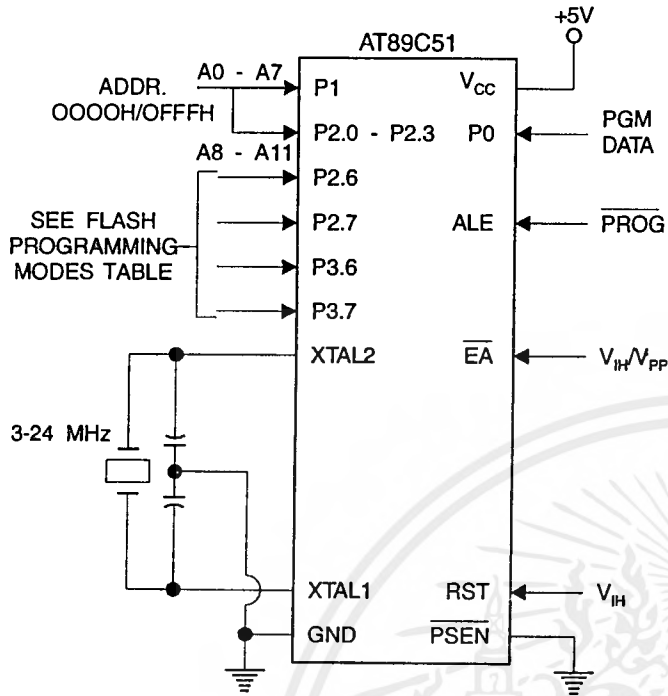 AT89C51
+5V
A0 - A7
ADDR.
OOOOH/OFFFH
P1
VCC
P2.0 - P2.3
P0
PGM
DATA
A8 - A11
P2.6
P2.7
ALE
PROG
SEE FLASH
PROGRAMMING
MODES TABLE
P3.6
P3.7
XTAL2
EA
VIH/VPP
3-24 MHz
XTAL1
RST
VIH
GND
PSEN